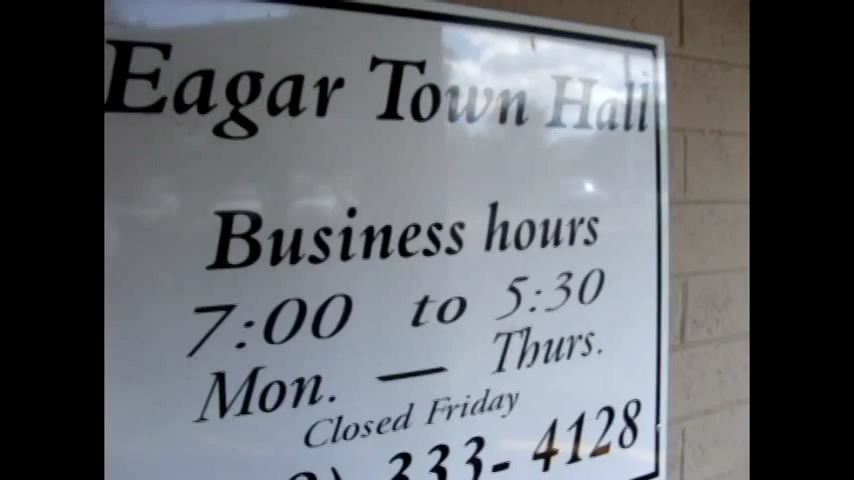 Eagar Town Hall
Business hours
7:00 to 5:30
Mon. — Thurs.
Closed Friday
333-4128